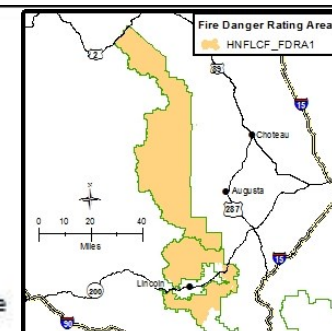 Fire Danger Rating Area
HNFLCF_FDRA1
2
89
15
Choteau
N
Augusta
287
0 10 20 40
Miles
15
Lincoln
200
90
e